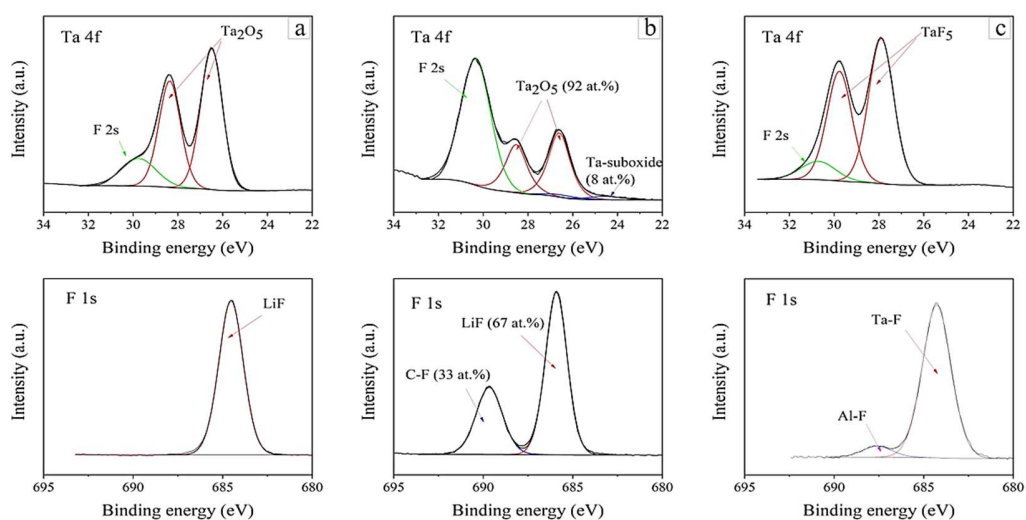 Ta 4f
a
Ta2O5
F 2s
Intensity (a.u.)
34 32 30 28 26 24 22
Binding energy (eV)
Ta 4f
b
F 2s
Ta2O5 (92 at.%)
Ta-suboxide
(8 at.%)
Intensity (a.u.)
34 32 30 28 26 24 22
Binding energy (eV)
Ta 4f
c
TaF5
F 2s
Intensity (a.u.)
34 32 30 28 26 24 22
Binding energy (eV)
F 1s
LiF
Intensity (a.u.)
695 690 685 680
Binding energy (eV)
F 1s
LiF (67 at.%)
C-F (33 at.%)
Intensity (a.u.)
695 690 685 680
Binding energy (eV)
F 1s
Ta-F
Al-F
Intensity (a.u.)
695 690 685 680
Binding energy (eV)